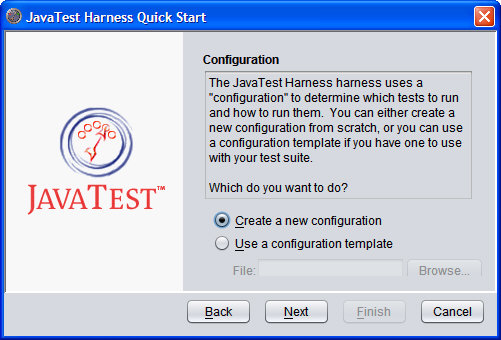 JavaTest Harness Quick Start
Configuration
The JavaTest Harness harness uses a
"configuration" to determine which tests to run
and how to run them. You can either create a
new configuration from scratch, or you can use
a configuration template if you have one to use
with your test suite.
Which do you want to do?
JAVATEST™
Create a new configuration
Use a configuration template
File:
Browse...
Back
Next
Finish
Cancel